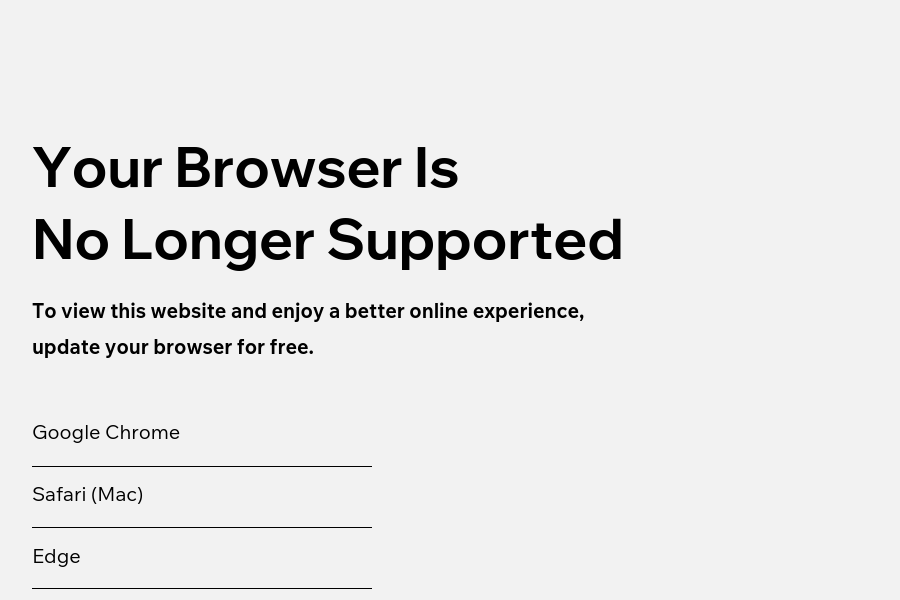 Your Browser Is
No Longer Supported
To view this website and enjoy a better online experience,
update your browser for free.
Google Chrome
Safari (Mac)
Edge